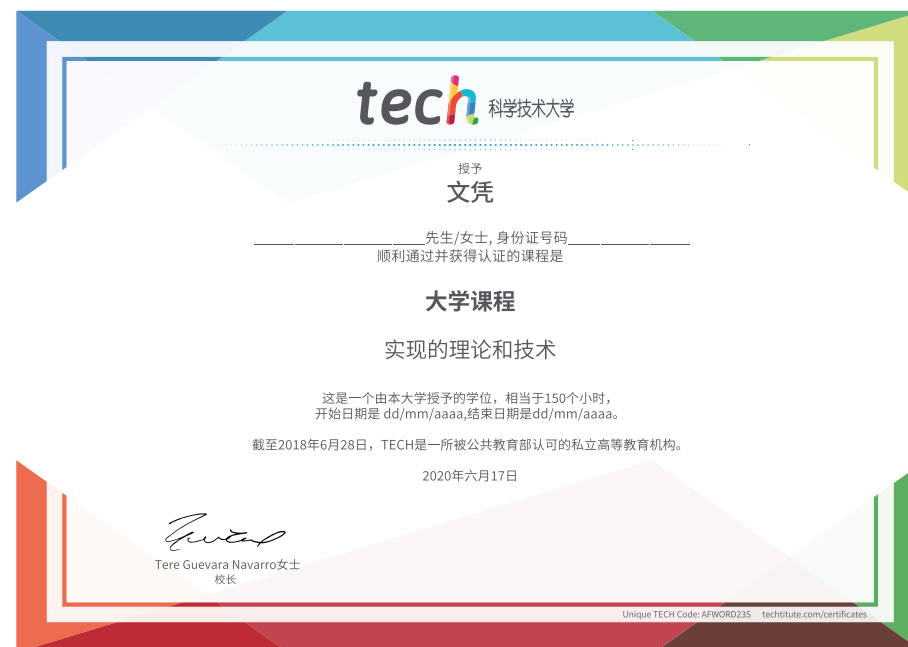 tech 科学技术大学
授予
文凭
先生/女士, 身份证号码
顺利通过并获得认证的课程是
大学课程
实现的理论和技术
这是一个由本大学授予的学位，相当于150个小时，
开始日期是 dd/mm/aaaa,结束日期是dd/mm/aaaa。
截至2018年6月28日，TECH是一所被公共教育部认可的私立高等教育机构。
2020年六月17日
Tere Guevara Navarro女士
校长
Unique TECH Code: AFWORD23S techtitute.com/certificates